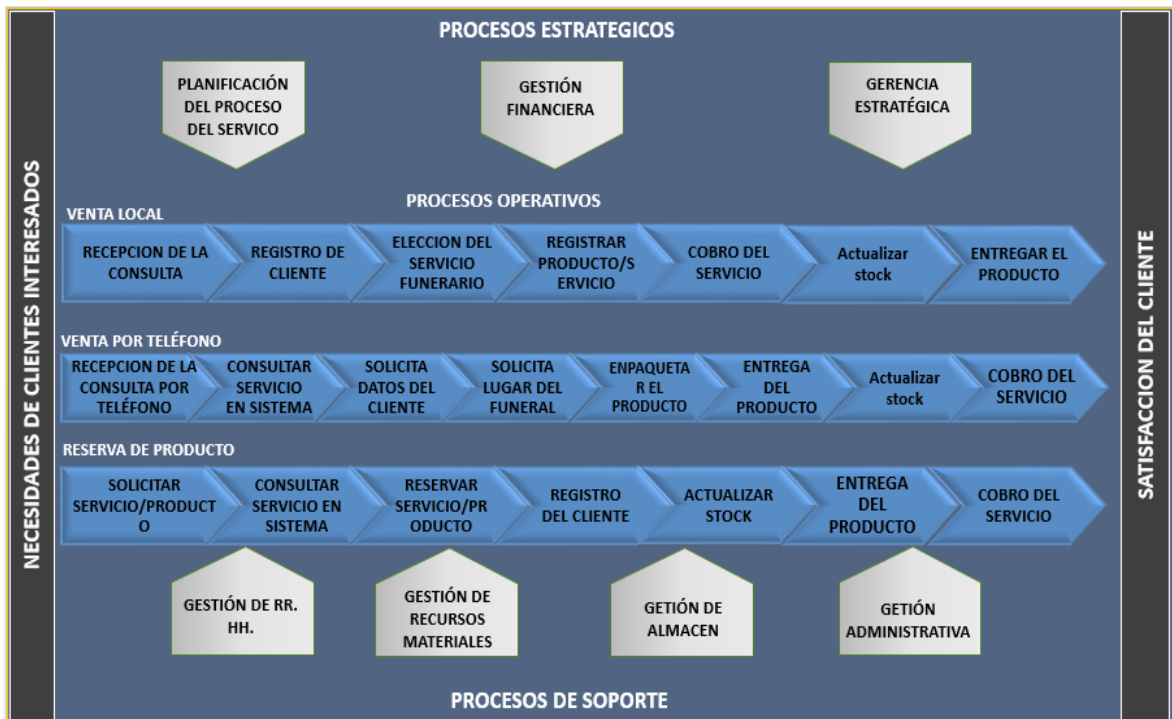 PROCESOS ESTRATEGICOS
PLANIFICACIÓN
DEL PROCESO
DEL SERVICO
GESTIÓN
FINANCIERA
GERENCIA
ESTRATÉGICA
NECESIDADES DE CLIENTES INTERESADOS
PROCESOS OPERATIVOS
VENTA LOCAL
RECEPCION DE LA
CONSULTA
REGISTRO DE
CLIENTE
ELECCION DEL
SERVICIO
FUNERARIO
REGISTRAR
PRODUCTO/S
ERVICIO
COBRO DEL
SERVICIO
Actualizar
stock
ENTREGAR EL
PRODUCTO
VENTA POR TELÉFONO
RECEPCION DE LA
CONSULTA POR
TELÉFONO
CONSULTAR
SERVICIO
EN SISTEMA
SOLICITA
DATOS DEL
CLIENTE
SOLICITA
LUGAR DEL
FUNERAL
ENPAQUETA
R EL
PRODUCTO
ENTREGA
DEL
PRODUCTO
Actualizar
stock
COBRO DEL
SERVICIO
RESERVA DE PRODUCTO
SOLICITAR
SERVICIO/PRODUCT
O
CONSULTAR
SERVICIO EN
SISTEMA
RESERVAR
SERVICIO/PR
ODUCTO
REGISTRO
DEL CLIENTE
ACTUALIZAR
STOCK
ENTREGA
DEL
PRODUCTO
COBRO DEL
SERVICIO
SATISFACCION DEL CLIENTE
GESTIÓN DE RR.
HH.
GESTIÓN DE
RECURSOS
MATERIALES
GETIÓN DE
ALMACEN
GETIÓN
ADMINISTRATIVA
PROCESOS DE SOPORTE